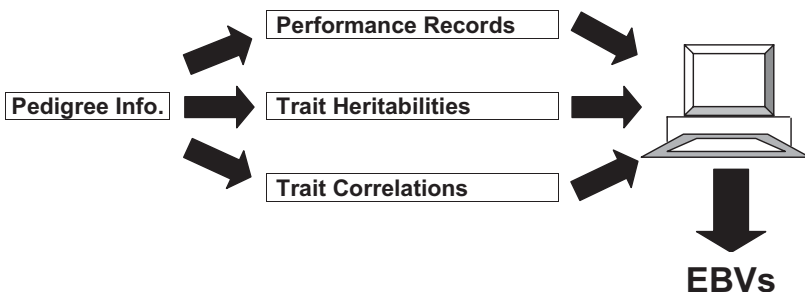 Performance Records
Pedigree Info.
Trait Heritabilities
Trait Correlations
EBVs